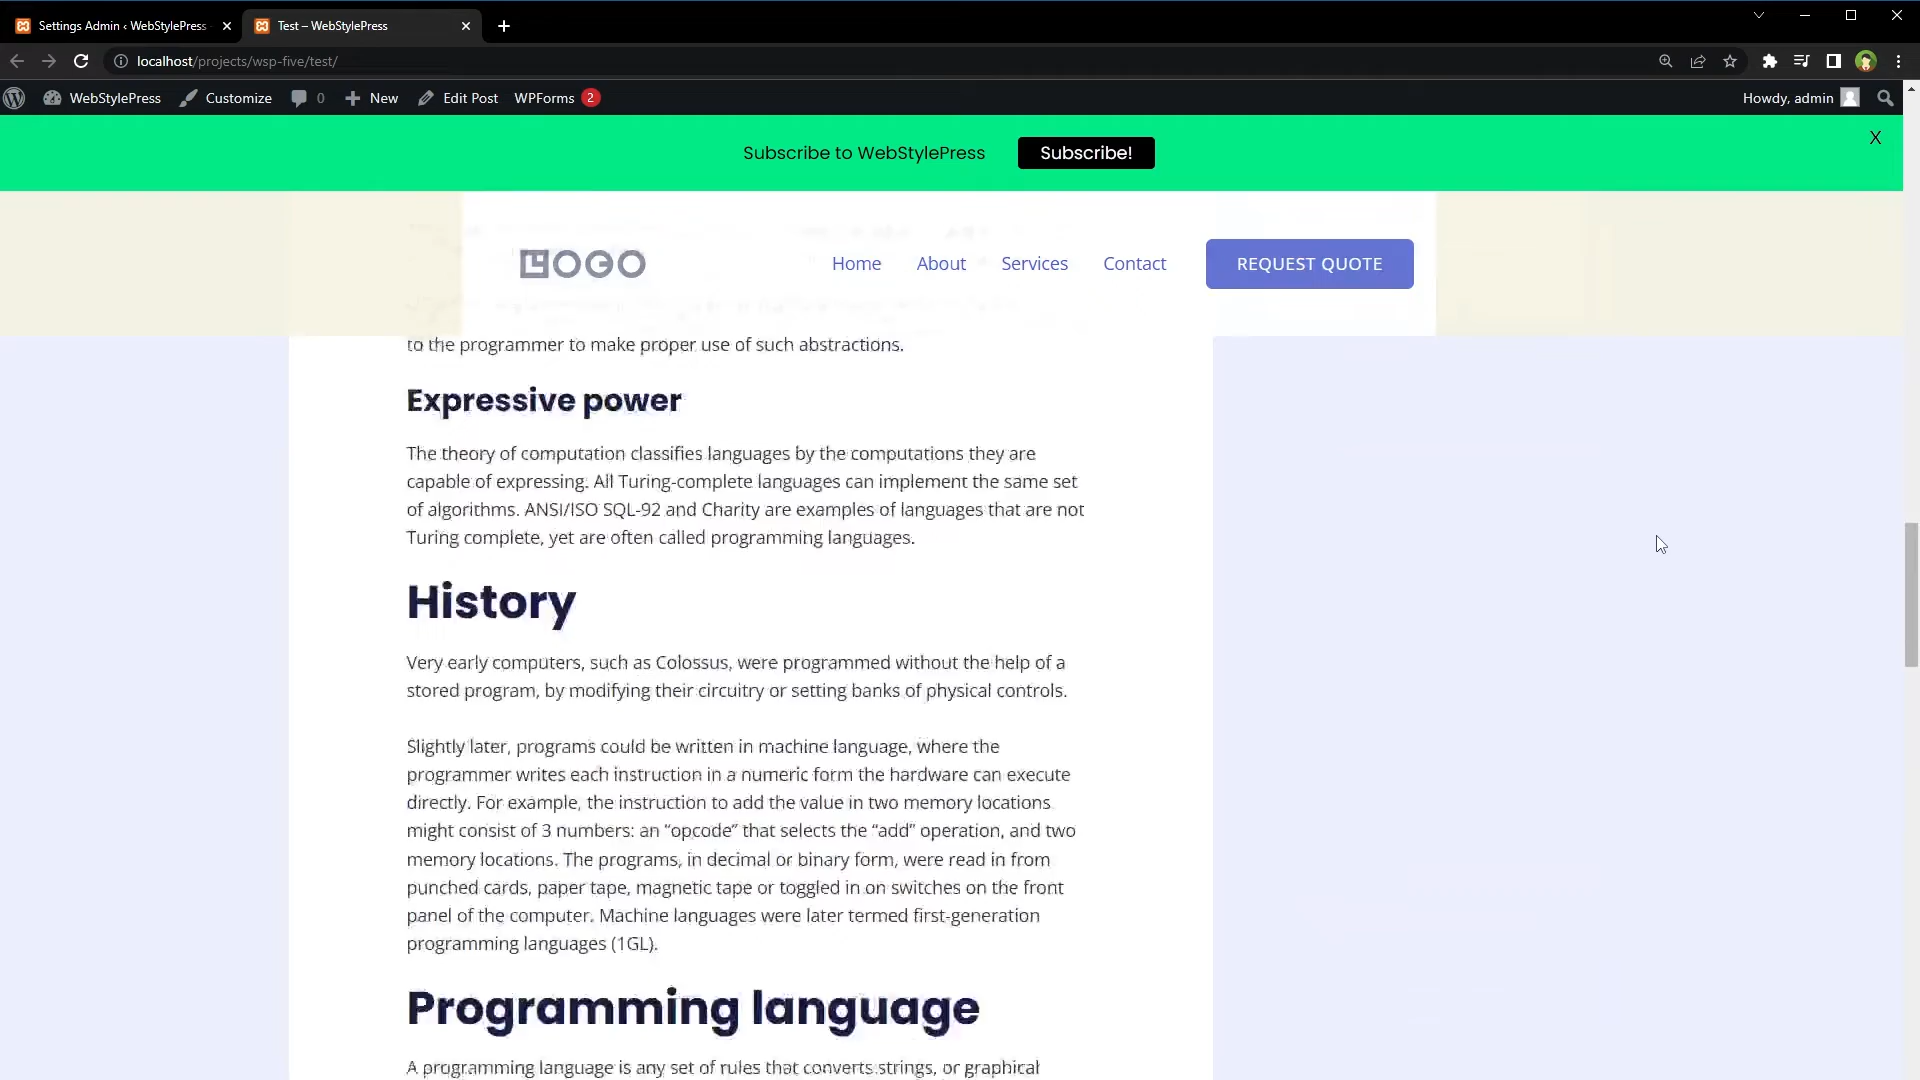 Settings Admin ‹ WebStylePress
Test – WebStylePress
localhost/projects/wsp-five/test/
WebStylePress
Customize
0
New
Edit Post
WPForms 2
Howdy, admin
Subscribe to WebStylePress
Subscribe!
X
LOGO
Home
About
Services
Contact
REQUEST QUOTE
to the programmer to make proper use of such abstractions.
Expressive power
The theory of computation classifies languages by the computations they are
capable of expressing. All Turing-complete languages can implement the same set
of algorithms. ANSI/ISO SQL-92 and Charity are examples of languages that are not
Turing complete, yet are often called programming languages.
History
Very early computers, such as Colossus, were programmed without the help of a
stored program, by modifying their circuitry or setting banks of physical controls.
Slightly later, programs could be written in machine language, where the
programmer writes each instruction in a numeric form the hardware can execute
directly. For example, the instruction to add the value in two memory locations
might consist of 3 numbers: an “opcode” that selects the “add” operation, and two
memory locations. The programs, in decimal or binary form, were read in from
punched cards, paper tape, magnetic tape or toggled in on switches on the front
panel of the computer. Machine languages were later termed first-generation
programming languages (1GL).
Programming language
A programming language is any set of rules that converts strings, or graphical